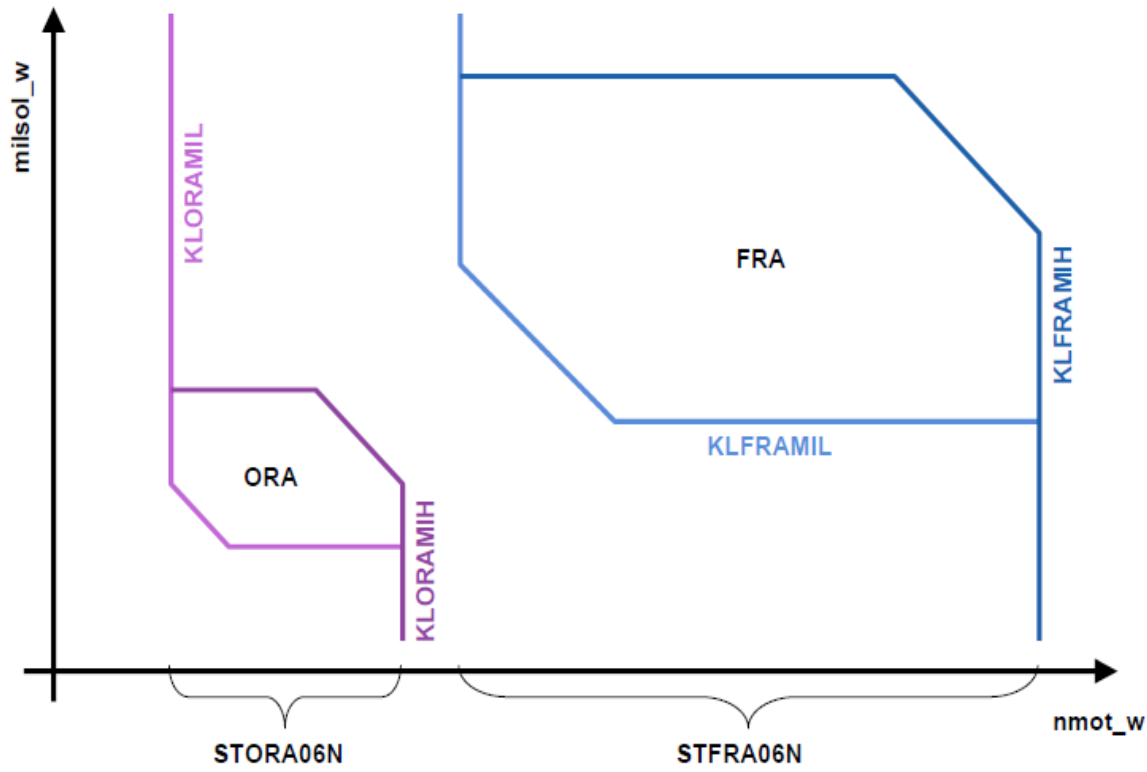 milsol_w
KLORAMIL
FRA
KLFRAMIH
KLFRAMIL
ORA
KLORAMIH
nmot_w
STORA06N
STFRA06N